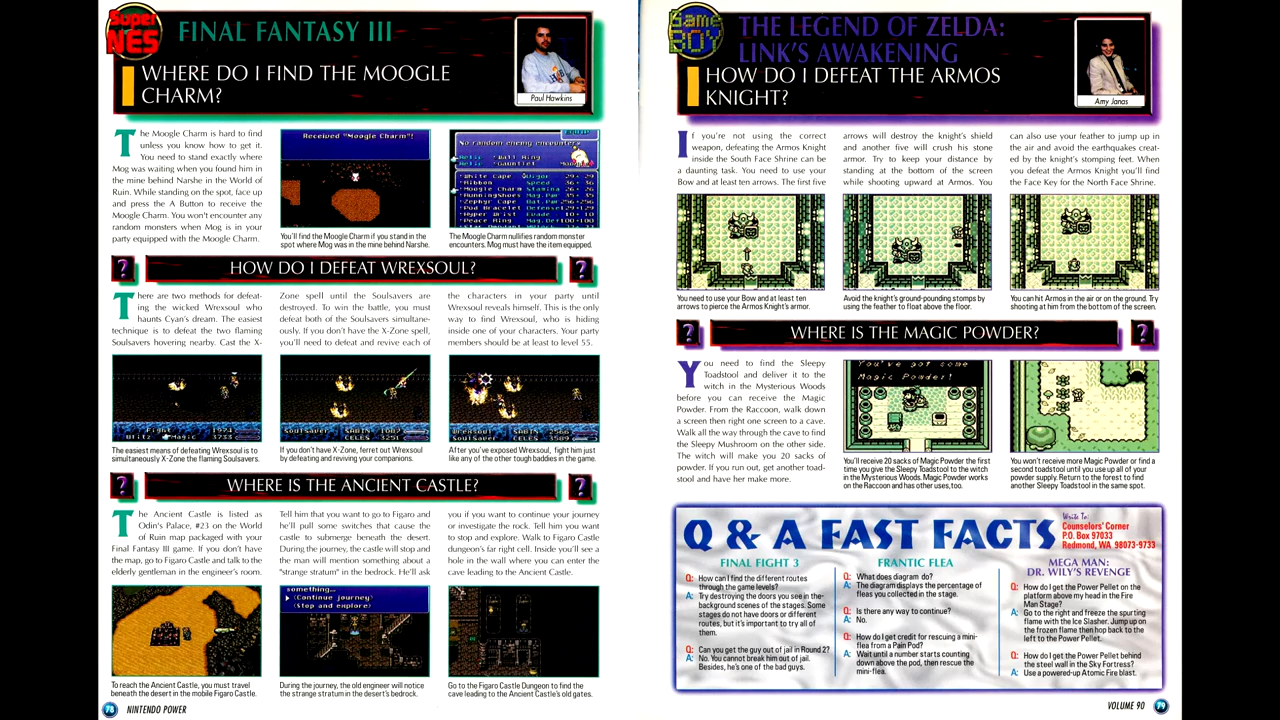 Super NES
FINAL FANTASY III
WHERE DO I FIND THE MOOGLE
CHARM?
Paul Hawkins
The Moogle Charm is hard to find
unless you know how to get it.
You need to stand exactly where
Mog was waiting when you found him in
the mine behind Narshe in the World of
Ruin. While standing on the spot, face up
and press the A Button to receive the
Moogle Charm. You won't encounter any
random monsters when Mog is in your
party equipped with the Moogle Charm.
Received "Moogle Charm!
You'll find the Moogle Charm if you stand in the
spot where Mog was in the mine behind Narshe.
No random enemy encounters
The Moogle Charm nullifies random monster
encounters. Mog must have the item equipped.
? HOW DO I DEFEAT WREXSOUL? ?
There are two methods for defeat-
ing the wicked Wrexsoul who
haunts Cyan's dream. The easiest
technique is to defeat the two flaming
Soulsavers hovering nearby. Cast the X-
Zone spell until the Soulsavers are
destroyed. To win the battle, you must
defeat both of the Soulsavers simultane-
ously. If you don't have the X-Zone spell,
you'll need to defeat and revive each of
the characters in your party until
Wrexsoul reveals himself. This is the only
way to find Wrexsoul, who is hiding
inside one of your characters. Your party
members should be at least to level 55.
Fight 1974
Blitz Magic 3733
The easiest means of defeating Wrexsoul is to
simultaneously X-Zone the flaming Soulsavers.
SoulSaver SABIN 1087
CELES 3251
If you don't have X-Zone, ferret out Wrexsoul
by defeating and reviving your companions.
Wrexsoul SABIN 2566
SoulSaver CELES 3589
After you've exposed Wrexsoul, fight him just
like any of the other tough baddies in the game.
? WHERE IS THE ANCIENT CASTLE? ?
The Ancient Castle is listed as
Odin's Palace, #23 on the World
of Ruin map packaged with your
Final Fantasy III game. If you don't have
the map, go to Figaro Castle and talk to the
elderly gentleman in the engineer's room.
Tell him that you want to go to Figaro and
he'll pull some switches that cause the
castle to submerge beneath the desert.
During the journey, the castle will stop and
the man will mention something about a
"strange stratum" in the bedrock. He'll ask
you if you want to continue your journey
or investigate the rock. Tell him you want
to stop and explore. Walk to Figaro Castle
dungeon's far right cell. Inside you'll see a
hole in the wall where you can enter the
cave leading to the Ancient Castle.
To reach the Ancient Castle, you must travel
beneath the desert in the mobile Figaro Castle.
something...
(Continue journey)
(Stop and explore)
During the journey, the old engineer will notice
the strange stratum in the desert's bedrock.
Go to the Figaro Castle Dungeon to find the
cave leading to the Ancient Castle's old gates.
78 NINTENDO POWER
Game BOY
THE LEGEND OF ZELDA:
LINK'S AWAKENING
HOW DO I DEFEAT THE ARMOS
KNIGHT?
Amy Janas
If you're not using the correct
weapon, defeating the Armos Knight
inside the South Face Shrine can be
a daunting task. You need to use your
Bow and at least ten arrows. The first five
arrows will destroy the knight's shield
and another five will crush his stone
armor. Try to keep your distance by
standing at the bottom of the screen
while shooting upward at Armos. You
can also use your feather to jump up in
the air and avoid the earthquakes creat-
ed by the knight's stomping feet. When
you defeat the Armos Knight you'll find
the Face Key for the North Face Shrine.
You need to use your Bow and at least ten
arrows to pierce the Armos Knight's armor.
Avoid the knight's ground-pounding stomps by
using the feather to float above the floor.
You can hit Armos in the air or on the ground. Try
shooting at him from the bottom of the screen.
? WHERE IS THE MAGIC POWDER? ?
You need to find the Sleepy
Toadstool and deliver it to the
witch in the Mysterious Woods
before you can receive the Magic
Powder. From the Raccoon, walk down
a screen then right one screen to a cave.
Walk all the way through the cave to find
the Sleepy Mushroom on the other side.
The witch will make you 20 sacks of
powder. If you run out, get another toad-
stool and have her make more.
You've got some
Magic Powder!
You'll receive 20 sacks of Magic Powder the first
time you give the Sleepy Toadstool to the witch
in the Mysterious Woods. Magic Powder works
on the Raccoon and has other uses, too.
You won't receive more Magic Powder or find a
second toadstool until you use up all of your
powder supply. Return to the forest to find
another Sleepy Toadstool in the same spot.
Q & A FAST FACTS
Write To:
Counselors' Corner
P.O. Box 97033
Redmond, WA 98073-9733
FINAL FIGHT 3
Q: How can I find the different routes
through the game levels?
A: Try destroying the doors you see in the
background scenes of the stages. Some
stages do not have doors or different
routes, but it's important to try all of
them.
Q: Can you get the guy out of jail in Round 2?
A: No. You cannot break him out of jail.
Besides, he's one of the bad guys.
FRANTIC FLEA
Q: What does diagram do?
A: The diagram displays the percentage of
fleas you collected in the stage.
Q: Is there any way to continue?
A: No.
Q: How do I get credit for rescuing a mini-
flea from a Pain Pod?
A: Wait until a number starts counting
down above the pod, then rescue the
mini-flea.
MEGA MAN:
DR. WILY'S REVENGE
Q: How do I get the Power Pellet on the
platform above my head in the Fire
Man Stage?
A: Go to the right and freeze the spurting
flame with the Ice Slasher. Jump up on
the frozen flame then hop back to the
left to the Power Pellet.
Q: How do I get the Power Pellet behind
the steel wall in the Sky Fortress?
A: Use a powered-up Atomic Fire blast.
VOLUME 90 79